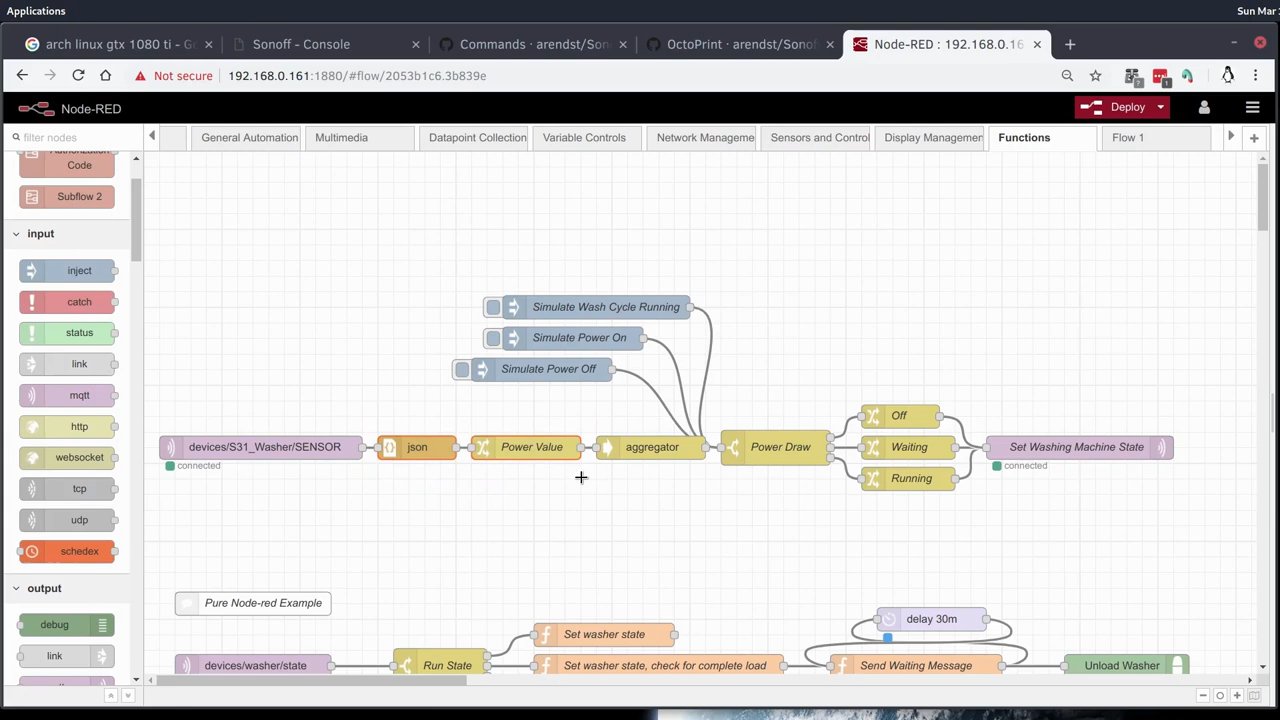 Applications
Sun Mar
arch linux gtx 1080 ti - G
Sonoff - Console
Commands · arendst/Son
OctoPrint · arendst/Sonof
Node-RED : 192.168.0.16
Not secure
192.168.0.161:1880/#flow/2053b1c6.3b839e
Node-RED
Deploy
filter nodes
General Automation
Multimedia
Datapoint Collection
Variable Controls
Network Manageme
Sensors and Control
Display Managemen
Functions
Flow 1
Code
Subflow 2
input
inject
catch
status
link
mqtt
http
websocket
tcp
udp
schedex
output
debug
link
Simulate Wash Cycle Running
Simulate Power On
Simulate Power Off
devices/S31_Washer/SENSOR
connected
json
Power Value
aggregator
Power Draw
Off
Waiting
Running
Set Washing Machine State
connected
Pure Node-red Example
devices/washer/state
Run State
Set washer state
Set washer state, check for complete load
delay 30m
Send Waiting Message
Unload Washer